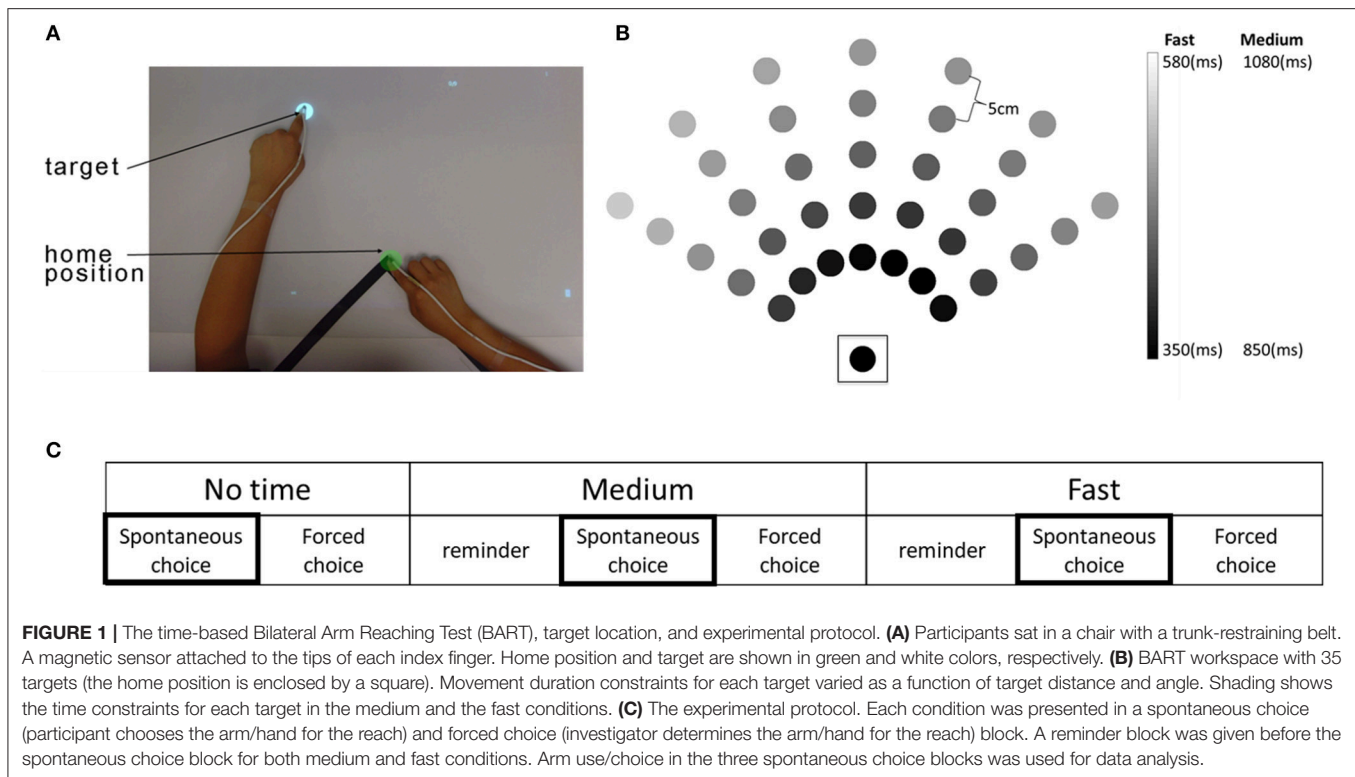 A
target
home
position
B
5cm
Fast Medium
580(ms) 1080(ms)
350(ms) 850(ms)
C
No time Medium Fast
Spontaneous choice
Forced choice
reminder
Spontaneous choice
Forced choice
reminder
Spontaneous choice
Forced choice
FIGURE 1 | The time-based Bilateral Arm Reaching Test (BART), target location, and experimental protocol. (A) Participants sat in a chair with a trunk-restraining belt.
A magnetic sensor attached to the tips of each index finger. Home position and target are shown in green and white colors, respectively. (B) BART workspace with 35
targets (the home position is enclosed by a square). Movement duration constraints for each target varied as a function of target distance and angle. Shading shows
the time constraints for each target in the medium and the fast conditions. (C) The experimental protocol. Each condition was presented in a spontaneous choice
(participant chooses the arm/hand for the reach) and forced choice (investigator determines the arm/hand for the reach) block. A reminder block was given before the
spontaneous choice block for both medium and fast conditions. Arm use/choice in the three spontaneous choice blocks was used for data analysis.